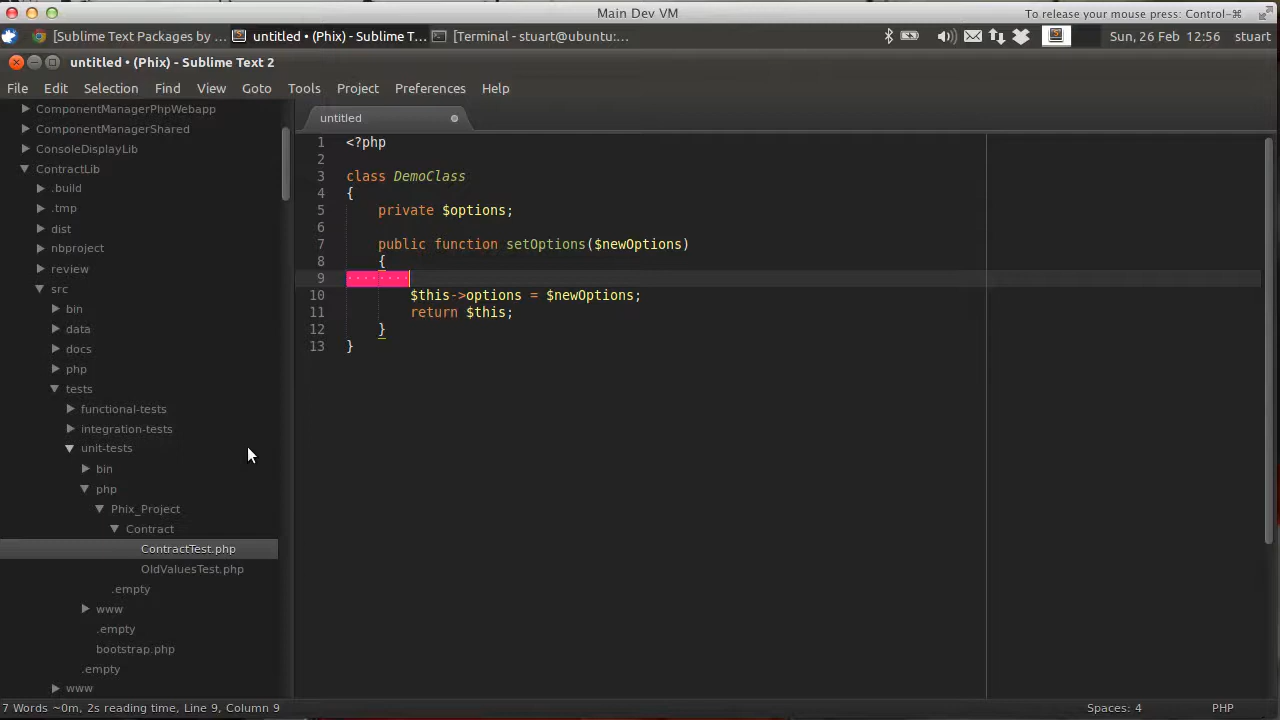 Main Dev VM
To release your mouse press: Control-⌘
[Sublime Text Packages by ...
untitled • (Phix) - Sublime T...
[Terminal - stuart@ubuntu:...
Sun, 26 Feb 12:56
stuart
untitled • (Phix) - Sublime Text 2
File Edit Selection Find View Goto Tools Project Preferences Help
ComponentManagerPhpWebapp
ComponentManagerShared
ConsoleDisplayLib
ContractLib
.build
.tmp
dist
nbproject
review
src
bin
data
docs
php
tests
functional-tests
integration-tests
unit-tests
bin
php
Phix_Project
Contract
ContractTest.php
OldValuesTest.php
.empty
www
.empty
bootstrap.php
.empty
www
untitled
1 <?php
2
3 class DemoClass
4 {
5 private $options;
6
7 public function setOptions($newOptions)
8 {
9
10 $this->options = $newOptions;
11 return $this;
12 }
13 }
7 Words ~0m, 2s reading time, Line 9, Column 9
Spaces: 4
PHP